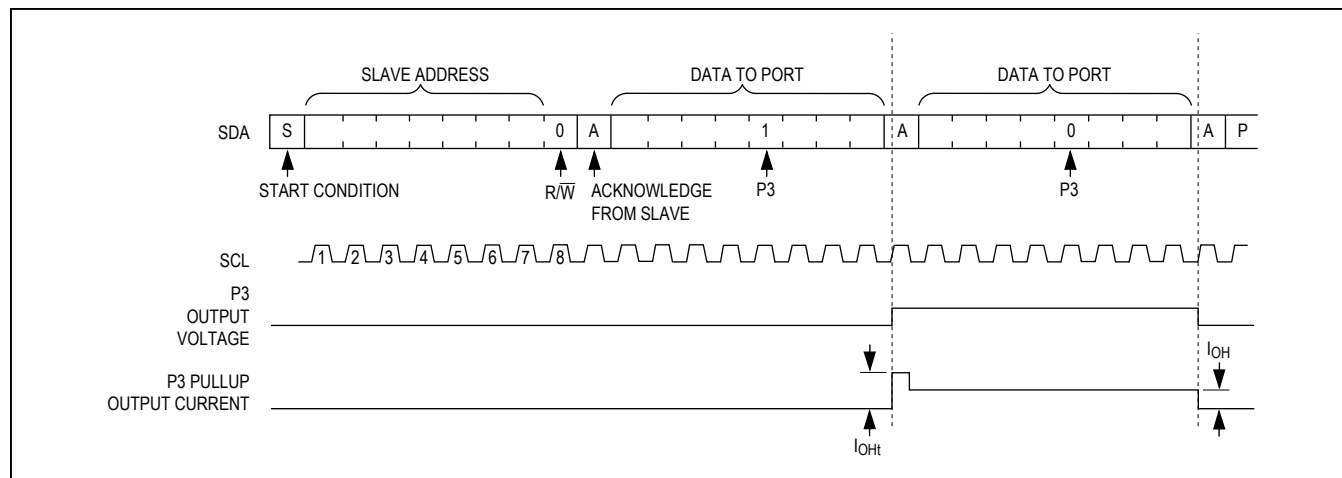 SLAVE ADDRESS DATA TO PORT DATA TO PORT
SDA S 0 A 1 A 0 A P
START CONDITION R/W̅ ACKNOWLEDGE FROM SLAVE P3 P3
SCL 1 2 3 4 5 6 7 8
P3
OUTPUT
VOLTAGE
IOH
P3 PULLUP
OUTPUT CURRENT
IOHt